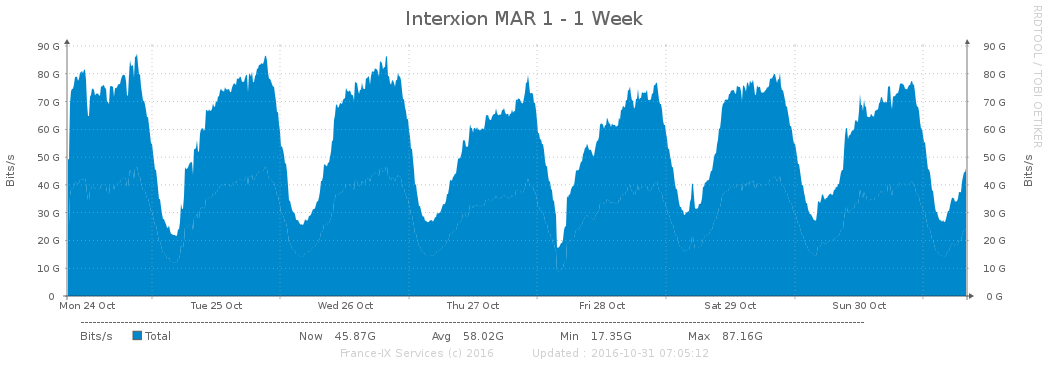 Interxion MAR 1 - 1 Week
RRDTOOL / TOBI OETIKER
Bits/s
90 G
80 G
70 G
60 G
50 G
40 G
30 G
20 G
10 G
0
90 G
80 G
70 G
60 G
50 G
40 G
30 G
20 G
10 G
0 G
Bits/s
Mon 24 Oct Tue 25 Oct Wed 26 Oct Thu 27 Oct Fri 28 Oct Sat 29 Oct Sun 30 Oct
Bits/s Total Now 45.87G Avg 58.02G Min 17.35G Max 87.16G
France-IX Services (c) 2016 Updated : 2016-10-31 07:05:12